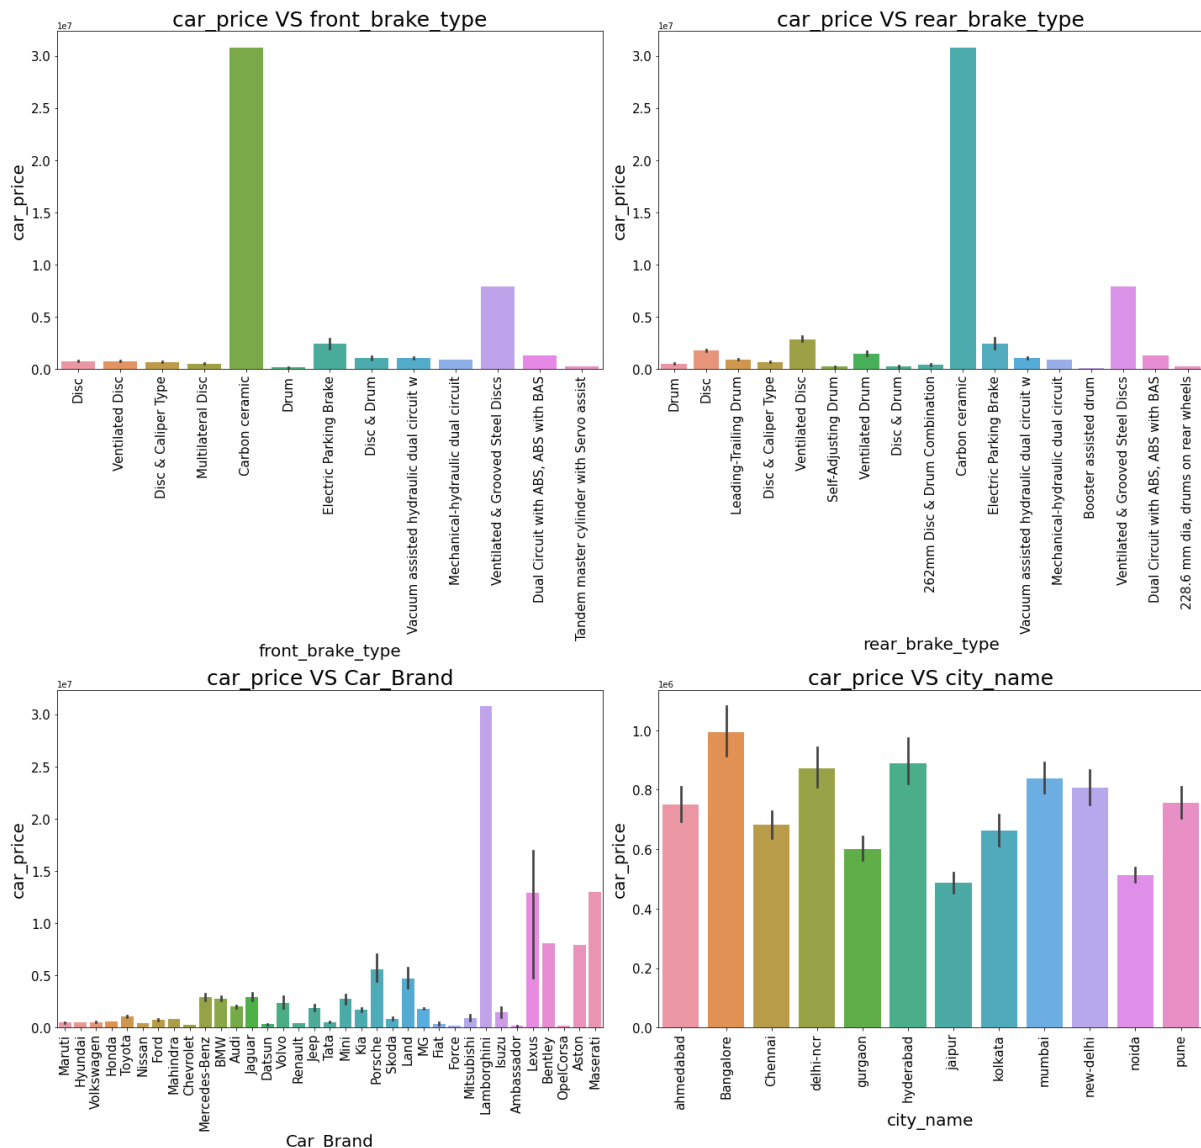 car_price VS front_brake_type
1e7
3.0
2.5
2.0
1.5
1.0
0.5
0.0
car_price
Disc
Ventilated Disc
Disc & Caliper Type
Multilateral Disc
Carbon ceramic
Drum
Electric Parking Brake
Disc & Drum
Vacuum assisted hydraulic dual circuit w
Mechanical-hydraulic dual circuit
Ventilated & Grooved Steel Discs
Dual Circuit with ABS, ABS with BAS
Tandem master cylinder with Servo assist
front_brake_type
car_price VS rear_brake_type
1e7
3.0
2.5
2.0
1.5
1.0
0.5
0.0
car_price
Drum
Disc
Leading-Trailing Drum
Disc & Caliper Type
Ventilated Disc
Self-Adjusting Drum
Ventilated Drum
Disc & Drum
262mm Disc & Drum Combination
Carbon ceramic
Electric Parking Brake
Vacuum assisted hydraulic dual circuit w
Mechanical-hydraulic dual circuit
Booster assisted drum
Ventilated & Grooved Steel Discs
Dual Circuit with ABS, ABS with BAS
228.6 mm dia, drums on rear wheels
rear_brake_type
car_price VS Car_Brand
1e7
3.0
2.5
2.0
1.5
1.0
0.5
0.0
car_price
Maruti
Hyundai
Volkswagen
Honda
Toyota
Nissan
Ford
Mahindra
Chevrolet
Mercedes-Benz
BMW
Audi
Jaguar
Datsun
Volvo
Renault
Jeep
Tata
Mini
Kia
Porsche
Skoda
Land
MG
Fiat
Force
Mitsubishi
Lamborghini
Isuzu
Ambassador
Lexus
Bentley
OpelCorsa
Aston
Maserati
Car_Brand
car_price VS city_name
1e6
1.0
0.8
0.6
0.4
0.2
0.0
car_price
ahmedabad
Bangalore
Chennai
delhi-ncr
gurgaon
hyderabad
jaipur
kolkata
mumbai
new-delhi
noida
pune
city_name